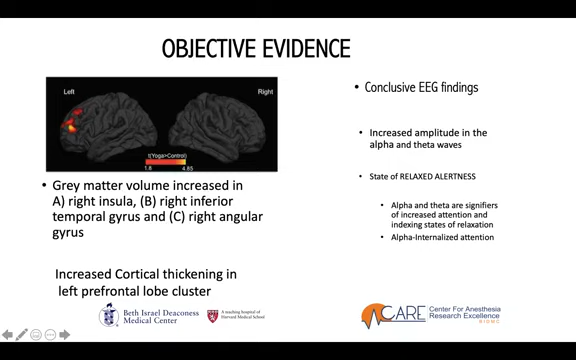 OBJECTIVE EVIDENCE
Left
Right
t(Yoga>Control)
1.8
4.85
• Grey matter volume increased in
A) right insula, (B) right inferior
temporal gyrus and (C) right angular
gyrus
Increased Cortical thickening in
left prefrontal lobe cluster
• Conclusive EEG findings
• Increased amplitude in the
alpha and theta waves
• State of RELAXED ALERTNESS
• Alpha and theta are signifiers
of increased attention and
indexing states of relaxation
• Alpha-Internalized attention
Beth Israel Deaconess
Medical Center
A teaching hospital of
Harvard Medical School
CARE
Center For Anesthesia
Research Excellence
BIDMC